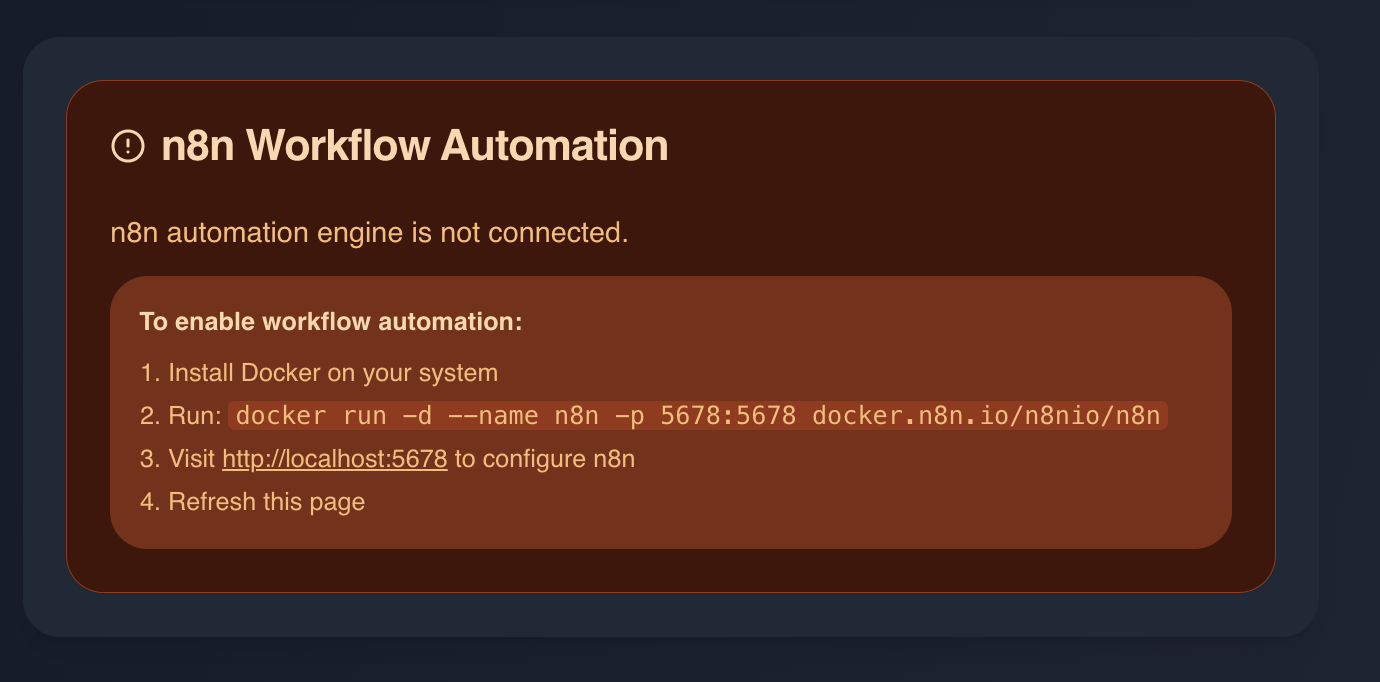 n8n Workflow Automation
n8n automation engine is not connected.
To enable workflow automation:
1. Install Docker on your system
2. Run: docker run -d --name n8n -p 5678:5678 docker.n8n.io/n8nio/n8n
3. Visit http://localhost:5678 to configure n8n
4. Refresh this page